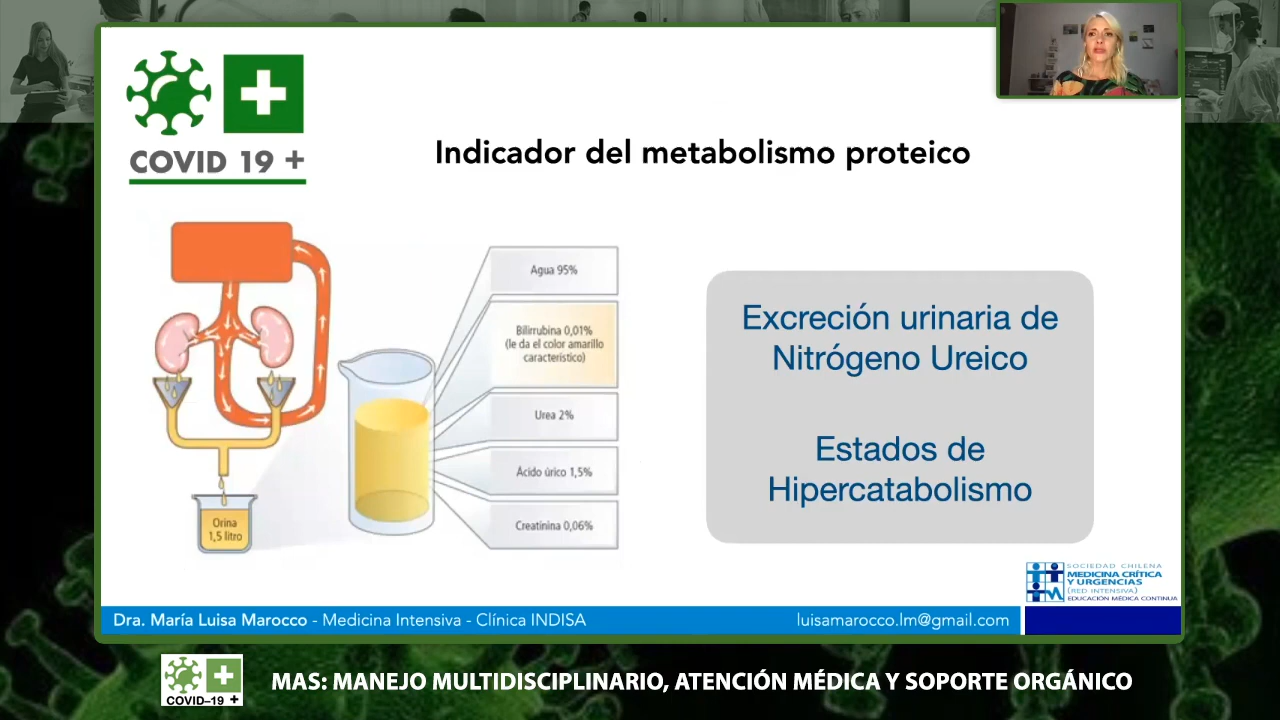 COVID 19 +
Indicador del metabolismo proteico
Agua 95%
Bilirrubina 0,01%
(le da el color amarillo
característico)
Urea 2%
Ácido úrico 1,5%
Creatinina 0,06%
Orina
1,5 litro
Excreción urinaria de
Nitrógeno Ureico
Estados de
Hipercatabolismo
SOCIEDAD CHILENA
MEDICINA CRÍTICA
Y URGENCIAS
(RED INTENSIVA)
EDUCACIÓN MÉDICA CONTINUA
Dra. María Luisa Marocco - Medicina Intensiva - Clínica INDISA
luisamarocco.lm@gmail.com
COVID-19 +
MAS: MANEJO MULTIDISCIPLINARIO, ATENCIÓN MÉDICA Y SOPORTE ORGÁNICO